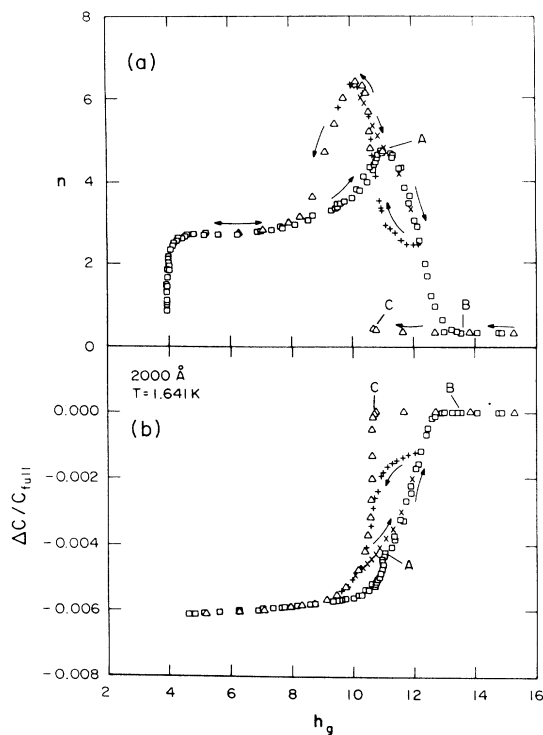 8
(a)
6
A
n
4
2
C
B
0
2000 Å
T=1.641K
C
B
0.000
(b)
-0.002
ΔC/C_full
-0.004
A
-0.006
-0.008
2 4 6 8 10 12 14 16
h_g